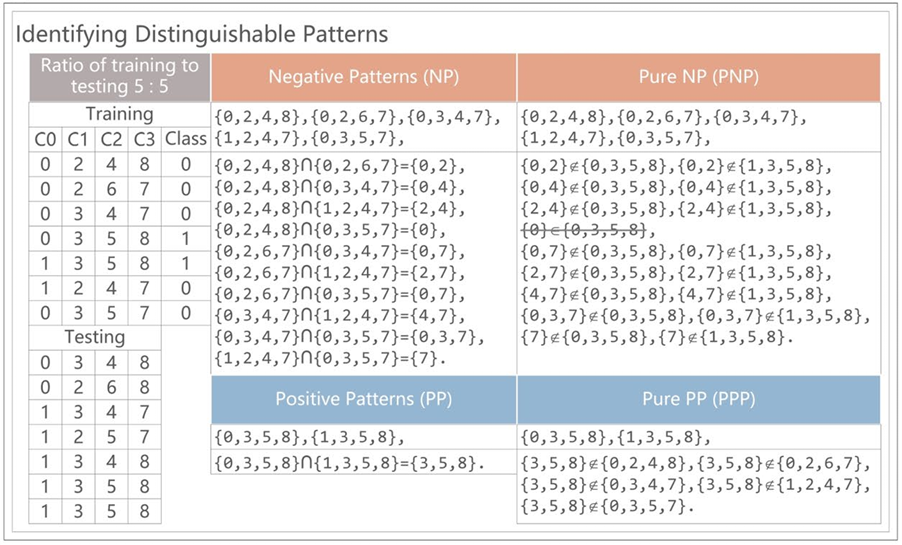 Identifying Distinguishable Patterns
Ratio of training to
testing 5 : 5
Training
C0 C1 C2 C3 Class
0 2 4 8 0
0 2 6 7 0
0 3 4 7 0
0 3 5 8 1
1 3 5 8 1
1 2 4 7 0
0 3 5 7 0
Testing
0 3 4 8
0 2 6 8
1 3 4 7
1 2 5 7
1 3 4 8
1 3 5 8
1 3 5 8
Negative Patterns (NP)
{0,2,4,8},{0,2,6,7},{0,3,4,7},
{1,2,4,7},{0,3,5,7},
{0,2,4,8}∩{0,2,6,7}={0,2},
{0,2,4,8}∩{0,3,4,7}={0,4},
{0,2,4,8}∩{1,2,4,7}={2,4},
{0,2,4,8}∩{0,3,5,7}={0},
{0,2,6,7}∩{0,3,4,7}={0,7},
{0,2,6,7}∩{1,2,4,7}={2,7},
{0,2,6,7}∩{0,3,5,7}={0,7},
{0,3,4,7}∩{1,2,4,7}={4,7},
{0,3,4,7}∩{0,3,5,7}={0,3,7},
{1,2,4,7}∩{0,3,5,7}={7}.
Pure NP (PNP)
{0,2,4,8},{0,2,6,7},{0,3,4,7},
{1,2,4,7},{0,3,5,7},
{0,2}∉{0,3,5,8},{0,2}∉{1,3,5,8},
{0,4}∉{0,3,5,8},{0,4}∉{1,3,5,8},
{2,4}∉{0,3,5,8},{2,4}∉{1,3,5,8},
{0}∈{0,3,5,8},
{0,7}∉{0,3,5,8},{0,7}∉{1,3,5,8},
{2,7}∉{0,3,5,8},{2,7}∉{1,3,5,8},
{4,7}∉{0,3,5,8},{4,7}∉{1,3,5,8},
{0,3,7}∉{0,3,5,8},{0,3,7}∉{1,3,5,8},
{7}∉{0,3,5,8},{7}∉{1,3,5,8}.
Positive Patterns (PP)
{0,3,5,8},{1,3,5,8},
{0,3,5,8}∩{1,3,5,8}={3,5,8}.
Pure PP (PPP)
{0,3,5,8},{1,3,5,8},
{3,5,8}∉{0,2,4,8},{3,5,8}∉{0,2,6,7},
{3,5,8}∉{0,3,4,7},{3,5,8}∉{1,2,4,7},
{3,5,8}∉{0,3,5,7}.